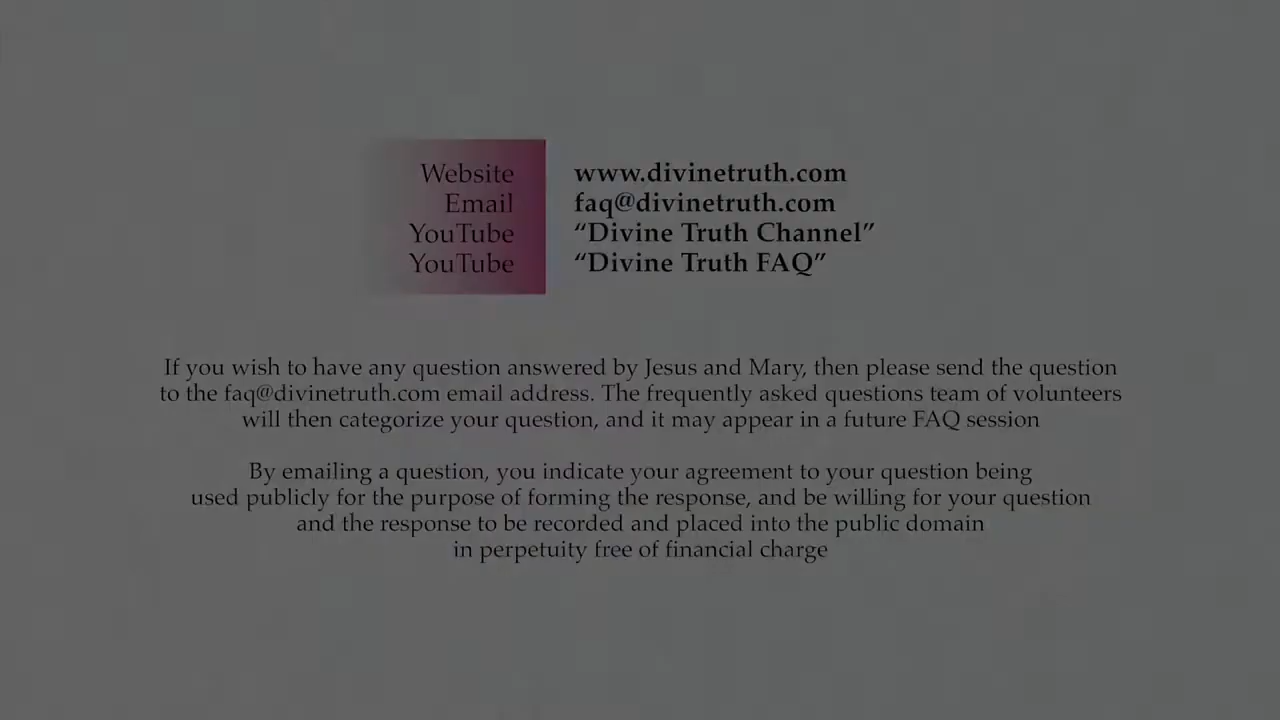 Website www.divinetruth.com
Email faq@divinetruth.com
YouTube “Divine Truth Channel”
YouTube “Divine Truth FAQ”
If you wish to have any question answered by Jesus and Mary, then please send the question
to the faq@divinetruth.com email address. The frequently asked questions team of volunteers
will then categorize your question, and it may appear in a future FAQ session
By emailing a question, you indicate your agreement to your question being
used publicly for the purpose of forming the response, and be willing for your question
and the response to be recorded and placed into the public domain
in perpetuity free of financial charge